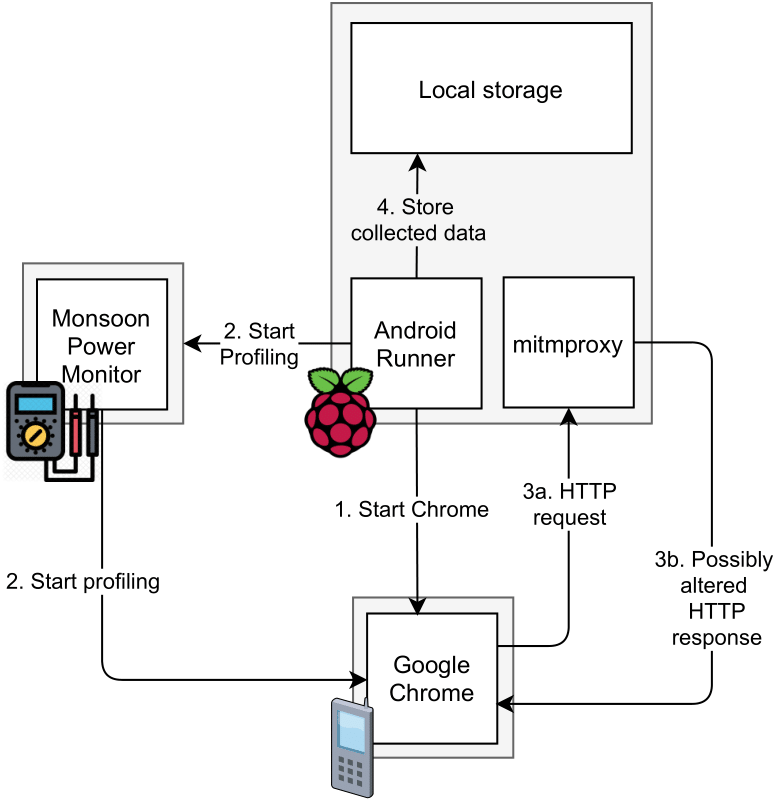 Local storage
4. Store
collected data
Monsoon
Power
Monitor
2. Start
Profiling
Android
Runner
mitmproxy
1. Start Chrome
3a. HTTP
request
3b. Possibly
altered
HTTP
response
2. Start profiling
Google
Chrome